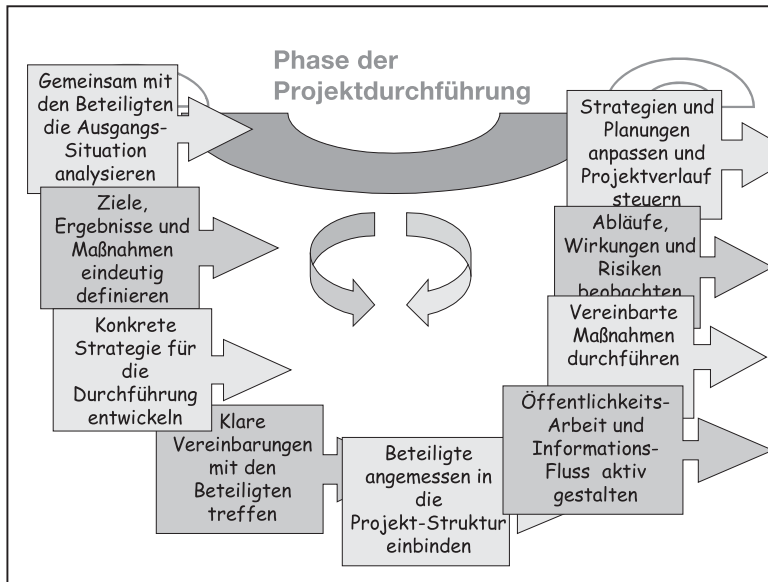 Phase der
Projektdurchführung
Gemeinsam mit
den Beteiligten
die Ausgangs-
Situation
analysieren
Ziele,
Ergebnisse und
Maßnahmen
eindeutig
definieren
Konkrete
Strategie für
die
Durchführung
entwickeln
Klare
Vereinbarungen
mit den
Beteiligten
treffen
Beteiligte
angemessen in
die
Projekt-Struktur
einbinden
Öffentlichkeits-
Arbeit und
Informations-
Fluss aktiv
gestalten
Vereinbarte
Maßnahmen
durchführen
Abläufe,
Wirkungen und
Risiken
beobachten
Strategien und
Planungen
anpassen und
Projektverlauf
steuern